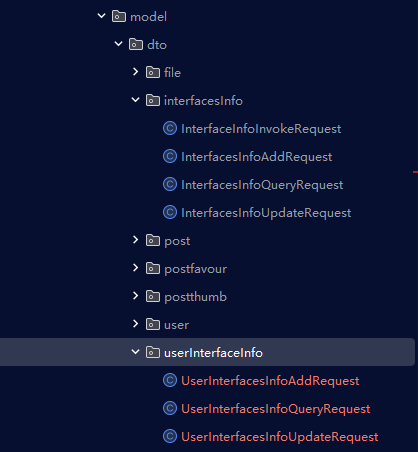 model
dto
file
interfacesInfo
InterfaceInfoInvokeRequest
InterfacesInfoAddRequest
InterfacesInfoQueryRequest
InterfacesInfoUpdateRequest
post
postfavour
postthumb
user
userInterfaceInfo
UserInterfacesInfoAddRequest
UserInterfacesInfoQueryRequest
UserInterfacesInfoUpdateRequest